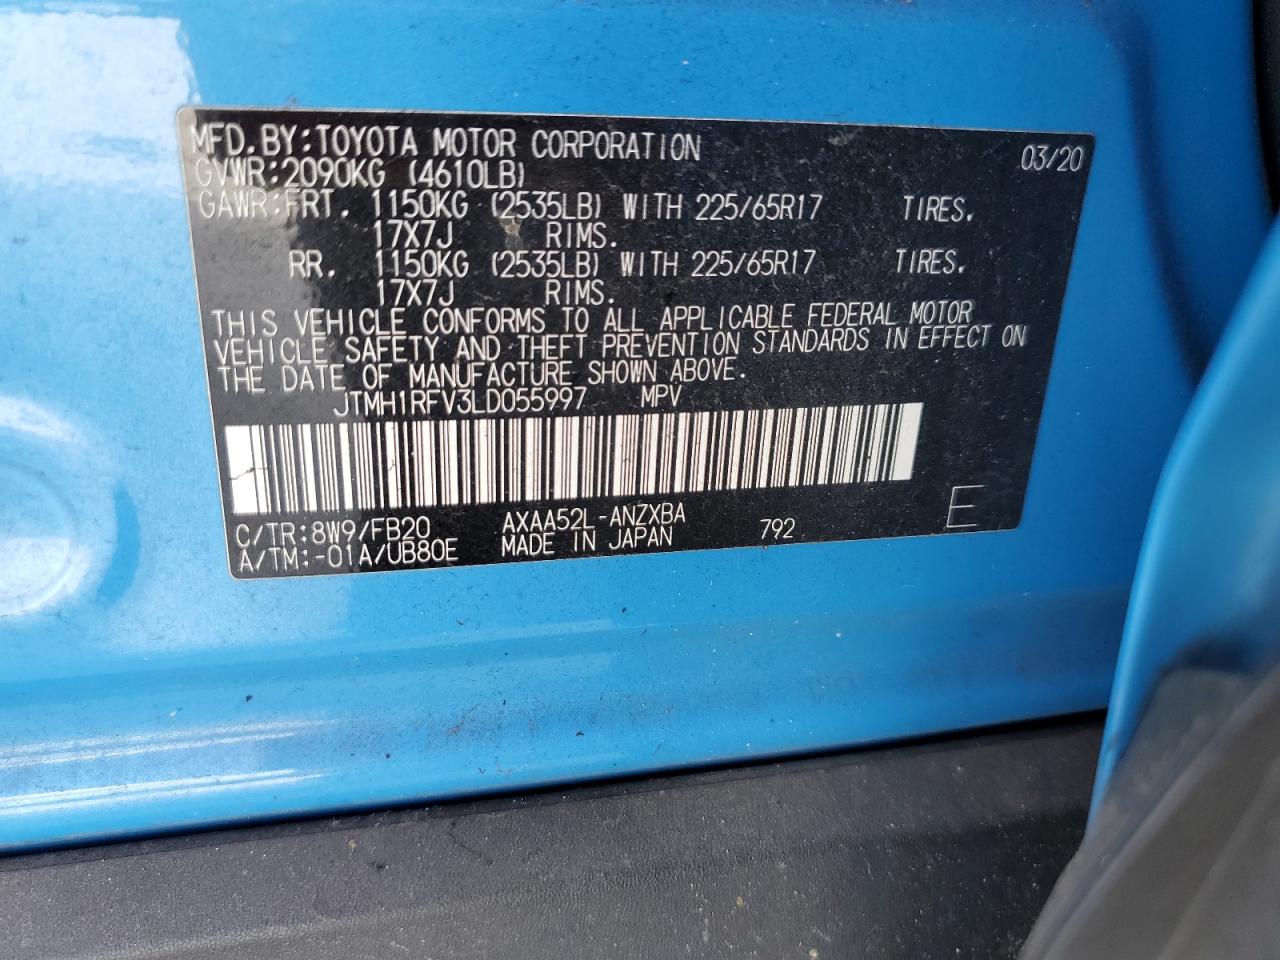 MFD.BY:TOYOTA MOTOR CORPORATION 03/20
GVWR:2090KG (4610LB)
GAWR:FRT. 1150KG (2535LB) WITH 225/65R17 TIRES.
17X7J RIMS.
RR. 1150KG (2535LB) WITH 225/65R17 TIRES.
17X7J RIMS.
THIS VEHICLE CONFORMS TO ALL APPLICABLE FEDERAL MOTOR
VEHICLE SAFETY AND THEFT PREVENTION STANDARDS IN EFFECT ON
THE DATE OF MANUFACTURE SHOWN ABOVE.
JTMH1RFV3LD055997 MPV
C/TR:8W9/FB20 AXAA52L-ANZXBA 792 E
A/TM:-01A/UB80E MADE IN JAPAN